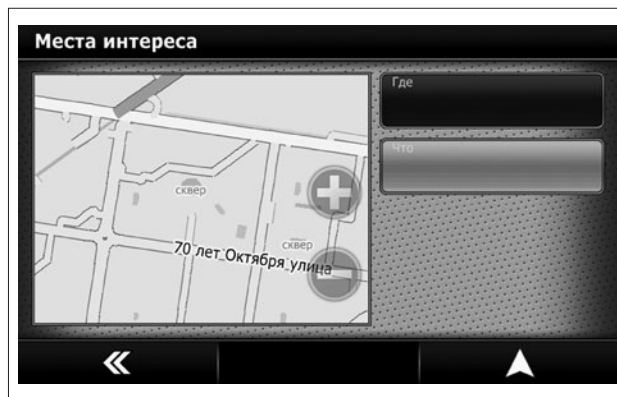 Места интереса
Где
Что
сквер
сквер
70 лет Октября улица